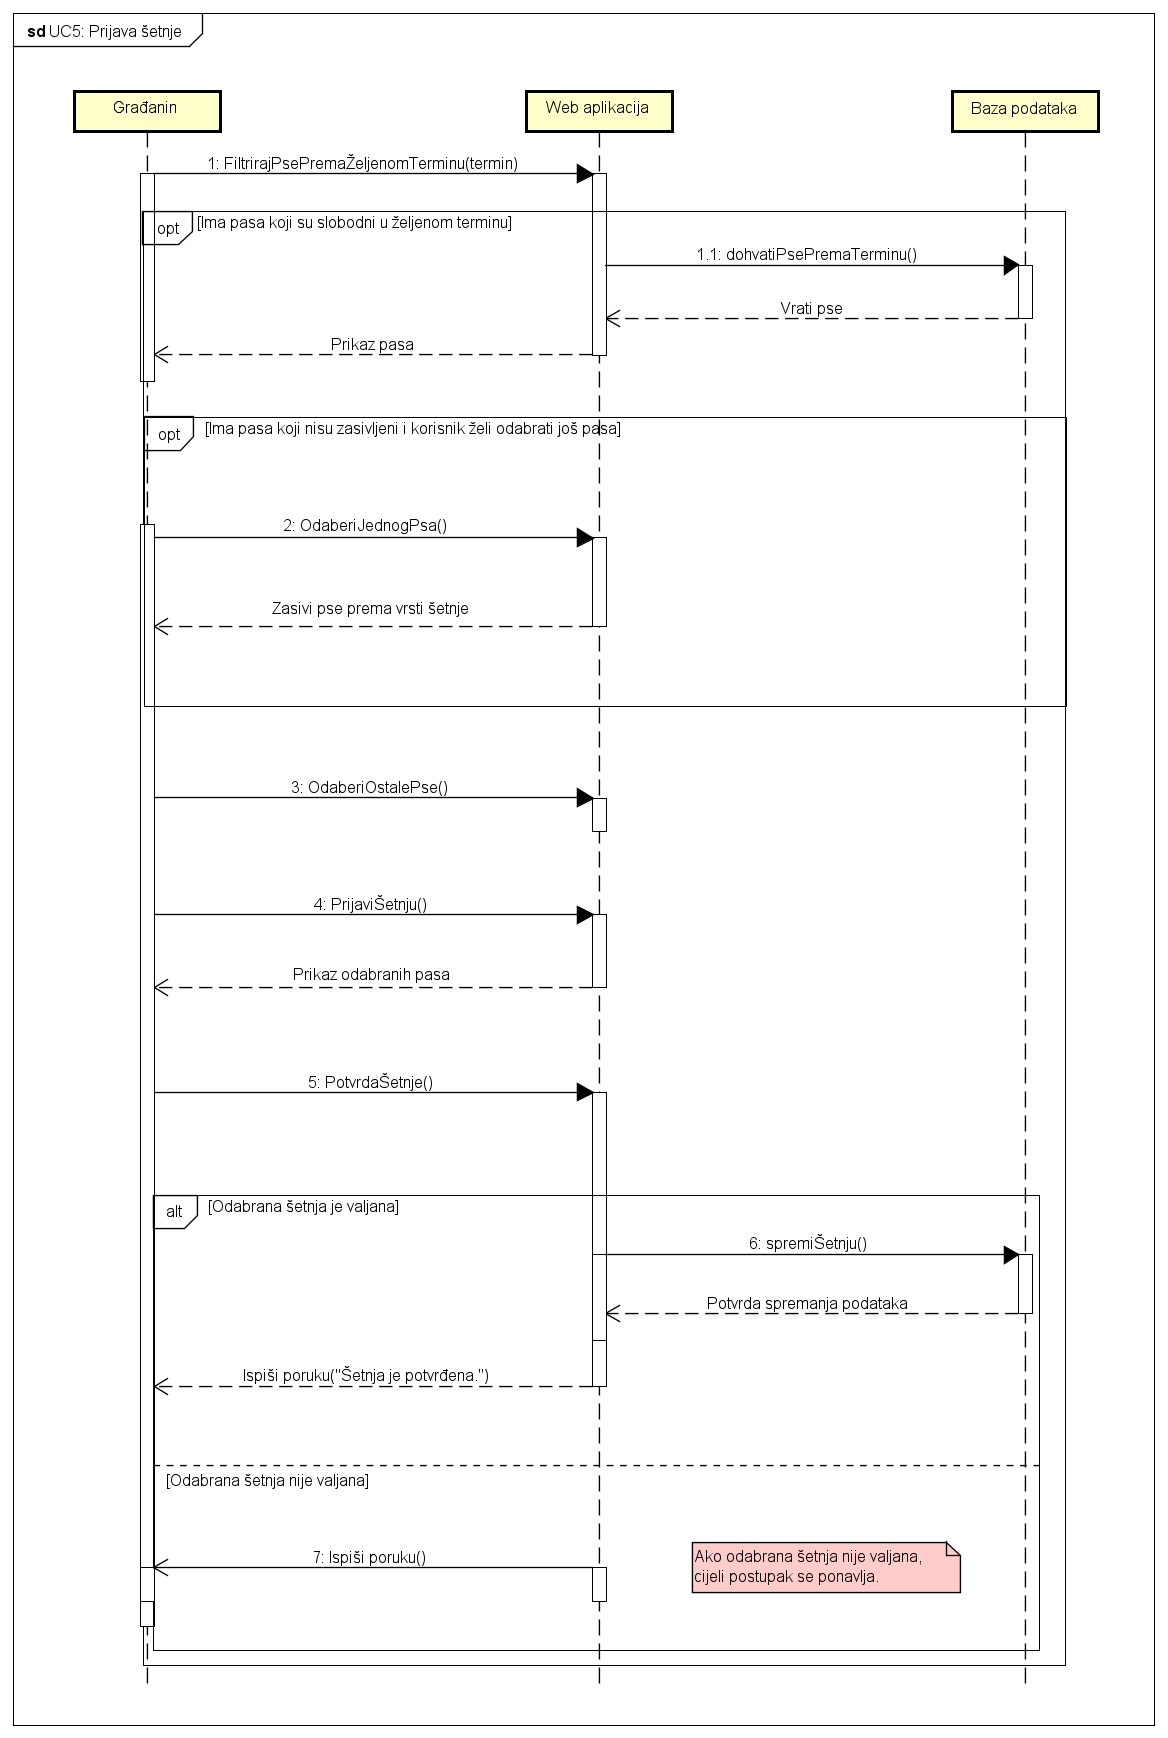 sd UC5: Prijava šetnje
Građanin
Web aplikacija
Baza podataka
1: FiltrirajPsePremaŽeljenomTerminu(termin)
opt
[Ima pasa koji su slobodni u željenom terminu]
1.1: dohvatiPsePremaTerminu()
Vrati pse
Prikaz pasa
opt
[Ima pasa koji nisu zasivljeni i korisnik želi odabrati još pasa]
2: OdaberiJednogPsa()
Zasivi pse prema vrsti šetnje
3: OdaberiOstalePse()
4: PrijaviŠetnju()
Prikaz odabranih pasa
5: PotvrdaŠetnje()
alt
[Odabrana šetnja je valjana]
6: spremiŠetnju()
Potvrda spremanja podataka
Ispiši poruku("Šetnja je potvrđena.")
[Odabrana šetnja nije valjana]
7: Ispiši poruku()
Ako odabrana šetnja nije valjana,
cijeli postupak se ponavlja.